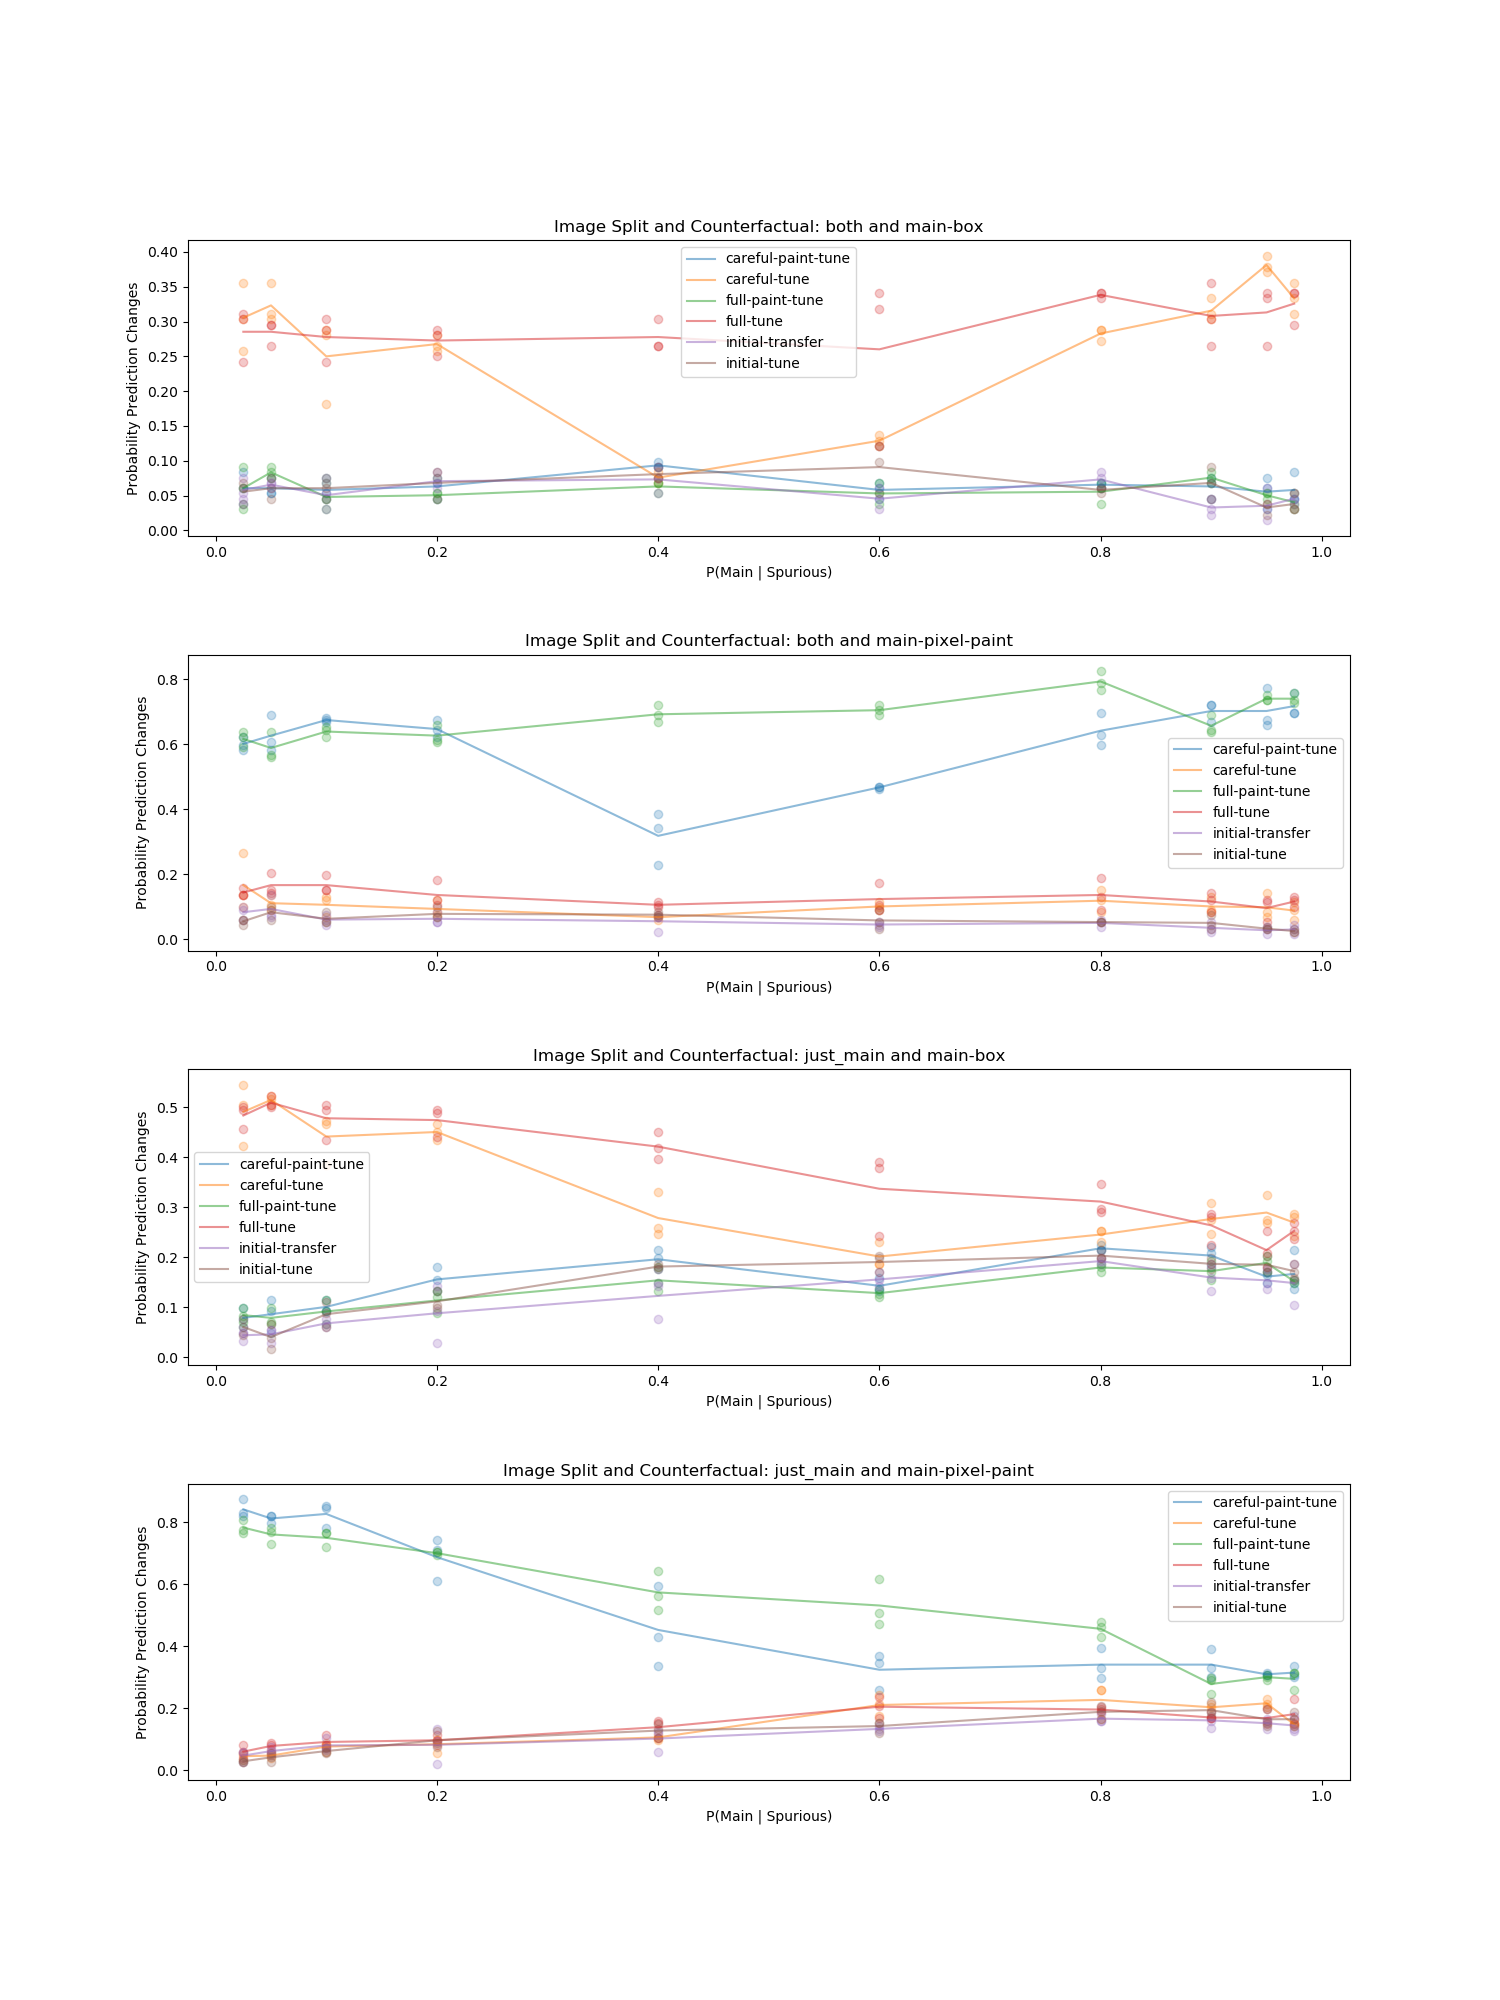 Image Split and Counterfactual: both and main-box
0.40
0.35
0.30
0.25
0.20
0.15
0.10
0.05
0.00
Probability Prediction Changes
careful-paint-tune
careful-tune
full-paint-tune
full-tune
initial-transfer
initial-tune
0.0 0.2 0.4 0.6 0.8 1.0
P(Main | Spurious)
Image Split and Counterfactual: both and main-pixel-paint
0.8
0.6
0.4
0.2
0.0
Probability Prediction Changes
careful-paint-tune
careful-tune
full-paint-tune
full-tune
initial-transfer
initial-tune
0.0 0.2 0.4 0.6 0.8 1.0
P(Main | Spurious)
Image Split and Counterfactual: just_main and main-box
0.5
0.4
0.3
0.2
0.1
0.0
Probability Prediction Changes
careful-paint-tune
careful-tune
full-paint-tune
full-tune
initial-transfer
initial-tune
0.0 0.2 0.4 0.6 0.8 1.0
P(Main | Spurious)
Image Split and Counterfactual: just_main and main-pixel-paint
0.8
0.6
0.4
0.2
0.0
Probability Prediction Changes
careful-paint-tune
careful-tune
full-paint-tune
full-tune
initial-transfer
initial-tune
0.0 0.2 0.4 0.6 0.8 1.0
P(Main | Spurious)